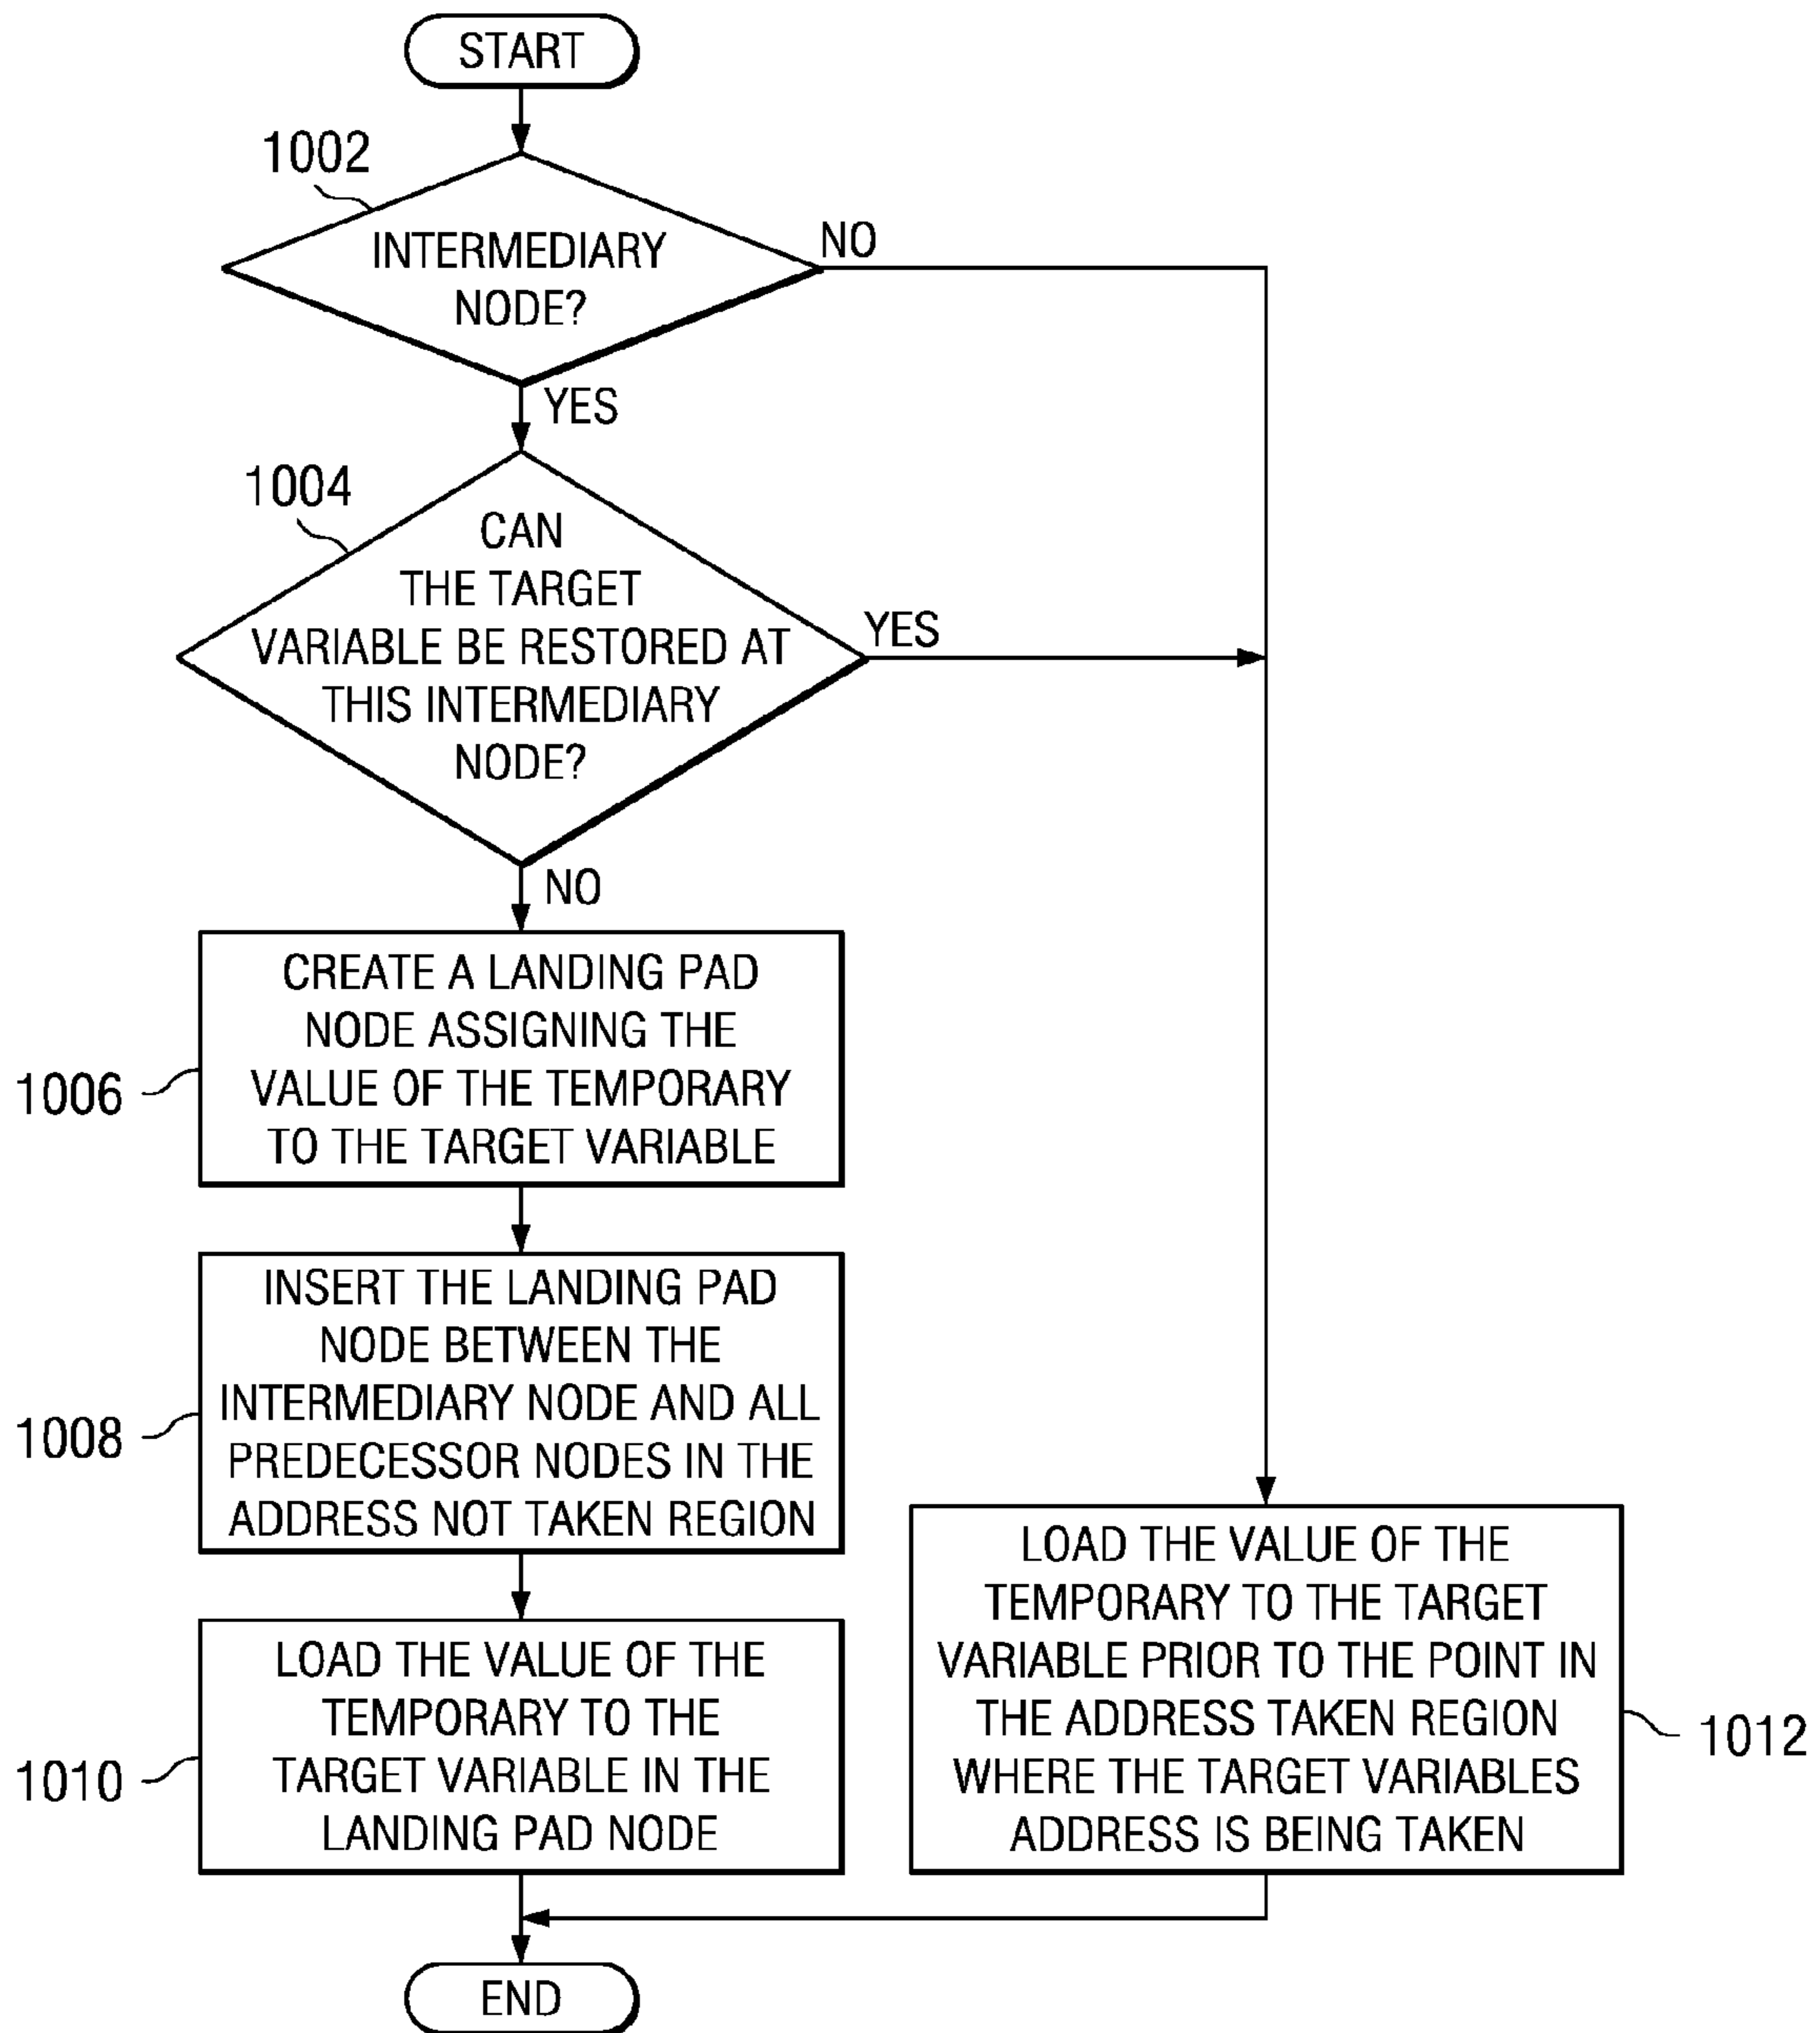 START
1002
INTERMEDIARY
NODE?
NO
YES
1004
CAN
THE TARGET
VARIABLE BE RESTORED AT
THIS INTERMEDIARY
NODE?
YES
NO
1006
CREATE A LANDING PAD
NODE ASSIGNING THE
VALUE OF THE TEMPORARY
TO THE TARGET VARIABLE
1008
INSERT THE LANDING PAD
NODE BETWEEN THE
INTERMEDIARY NODE AND ALL
PREDECESSOR NODES IN THE
ADDRESS NOT TAKEN REGION
1010
LOAD THE VALUE OF THE
TEMPORARY TO THE
TARGET VARIABLE IN THE
LANDING PAD NODE
LOAD THE VALUE OF THE
TEMPORARY TO THE TARGET
VARIABLE PRIOR TO THE POINT IN
THE ADDRESS TAKEN REGION
WHERE THE TARGET VARIABLES
ADDRESS IS BEING TAKEN
1012
END